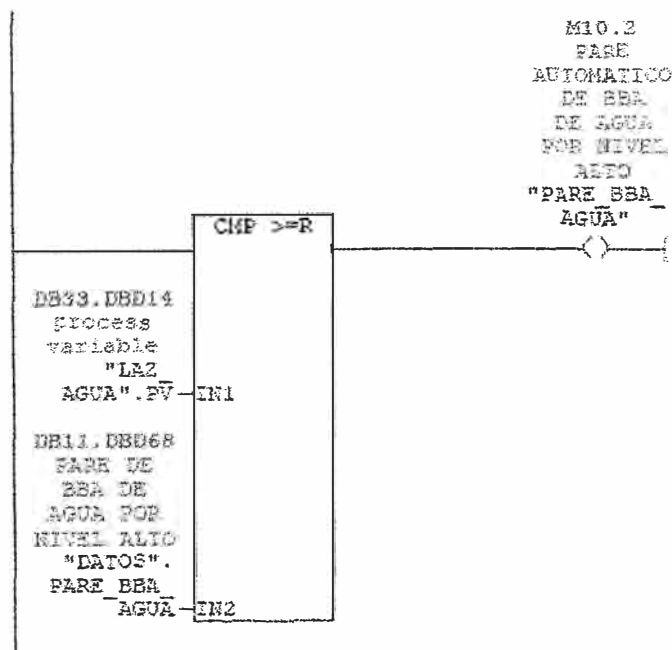 M10.2
PARE
AUTOMATICO
DE BBA
DE AGUA
POR NIVEL
ALTO
"PARE_BBA_
AGUA"
CMP >=R
DB33.DBD14
process
variable
"LAZ_
AGUA".PV
IN1
DB11.DBD68
PARE DE
BBA DE
AGUA POR
NIVEL ALTO
"DATOS".
PARE_BBA_
AGUA
IN2